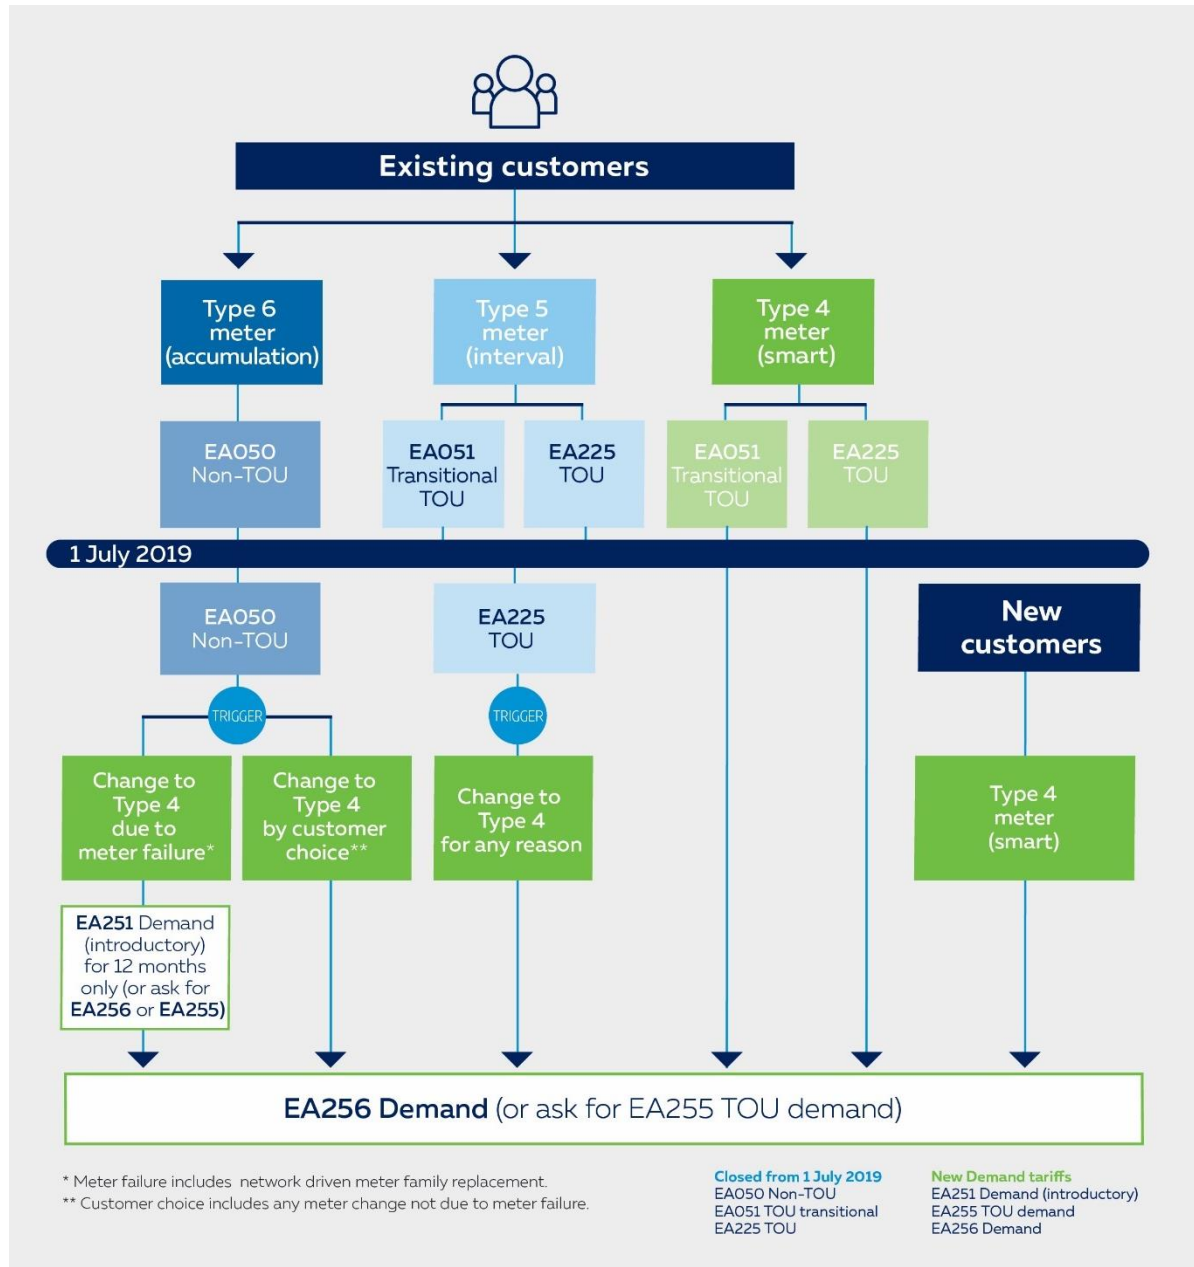 Existing customers
Type 6
meter
(accumulation)
Type 5
meter
(interval)
Type 4
meter
(smart)
EA050
Non-TOU
EA051
Transitional
TOU
EA225
TOU
EA051
Transitional
TOU
EA225
TOU
1 July 2019
EA050
Non-TOU
EA225
TOU
New
customers
TRIGGER
TRIGGER
Change to
Type 4
due to
meter failure*
Change to
Type 4
by customer
choice**
Change to
Type 4
for any reason
Type 4
meter
(smart)
EA251 Demand
(introductory)
for 12 months
only (or ask for
EA256 or EA255)
EA256 Demand (or ask for EA255 TOU demand)
* Meter failure includes network driven meter family replacement.
** Customer choice includes any meter change not due to meter failure.
Closed from 1 July 2019
EA050 Non-TOU
EA051 TOU transitional
EA225 TOU
New Demand tariffs
EA251 Demand (introductory)
EA255 TOU demand
EA256 Demand